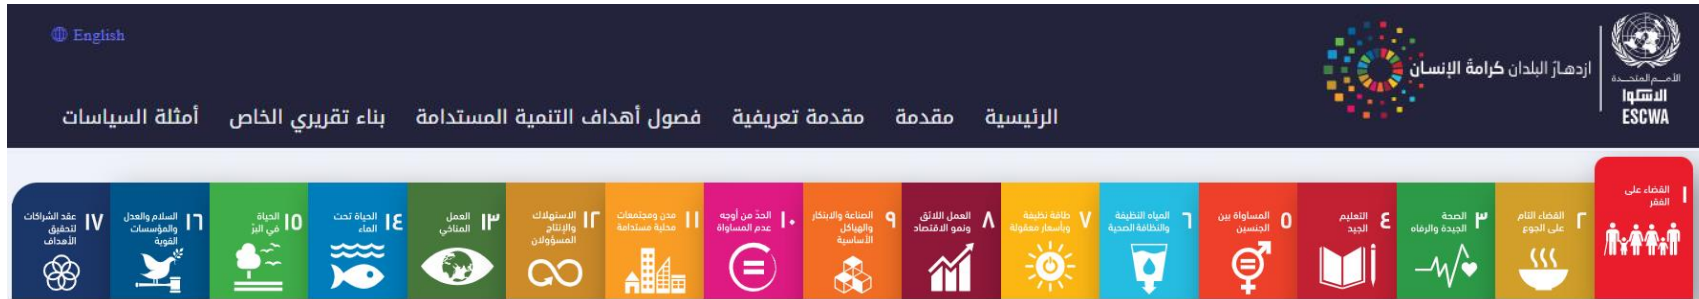 English
ازدهارُ البلدان كرامةُ الإنسان
الأمـم المتحـدة
الاسكوا
ESCWA
الرئيسية
مقدمة
مقدمة تعريفية
فصول أهداف التنمية المستدامة
بناء تقريري الخاص
أمثلة السياسات
١ القضاء على
الفقر
٢ القضاء التام
على الجوع
٣ الصحة
الجيدة والرفاه
٤ التعليم
الجيد
٥ المساواة بين
الجنسين
٦ المياه النظيفة
والنظافة الصحية
٧ طاقة نظيفة
وبأسعار معقولة
٨ العمل اللائق
ونمو الاقتصاد
٩ الصناعة والابتكار
والهياكل
الأساسية
١٠ الحدّ من أوجه
عدم المساواة
١١ مدن ومجتمعات
محلية مستدامة
١٢ الاستهلاك
والإنتاج
المسؤولان
١٣ العمل
المناخي
١٤ الحياة تحت
الماء
١٥ الحياة
في البرّ
١٦ السلام والعدل
والمؤسسات
القوية
١٧ عقد الشراكات
لتحقيق
الأهداف